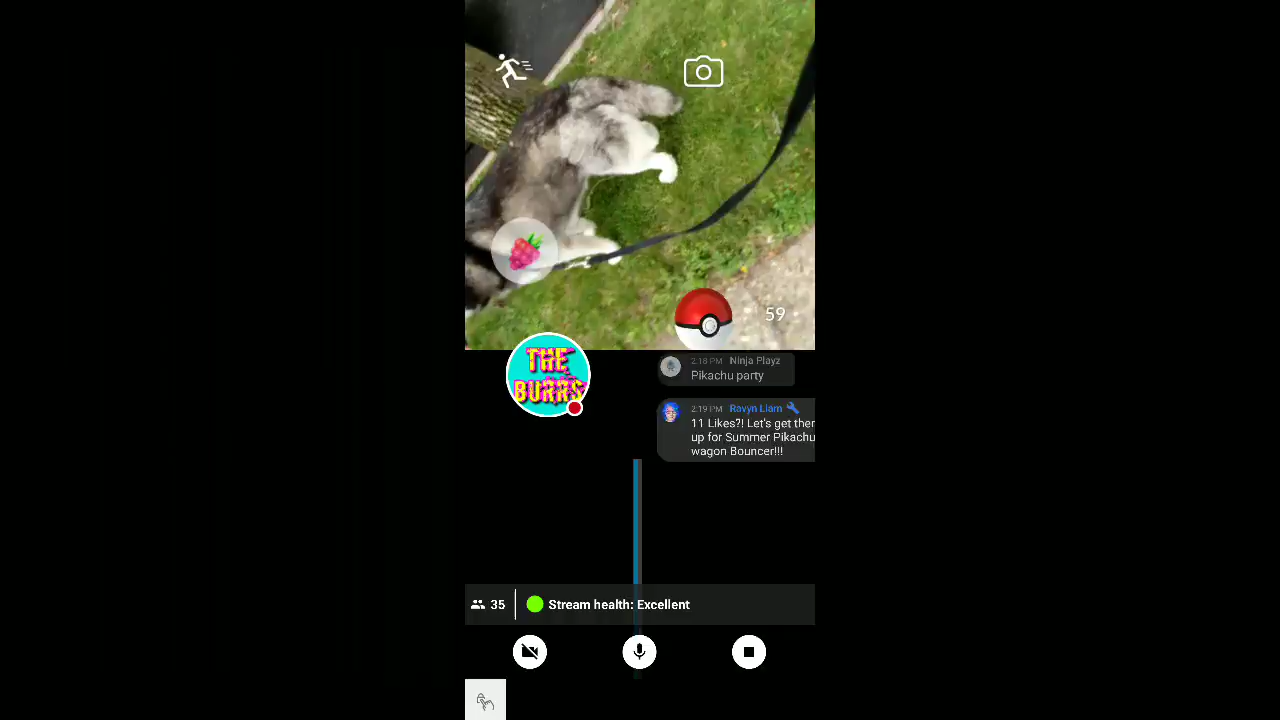 59
THE
BURRS
2:18 PM Ninja Playz
Pikachu party
2:19 PM Ravyn Liam
11 Likes?! Let's get ther
up for Summer Pikachu
wagon Bouncer!!!
35
Stream health: Excellent